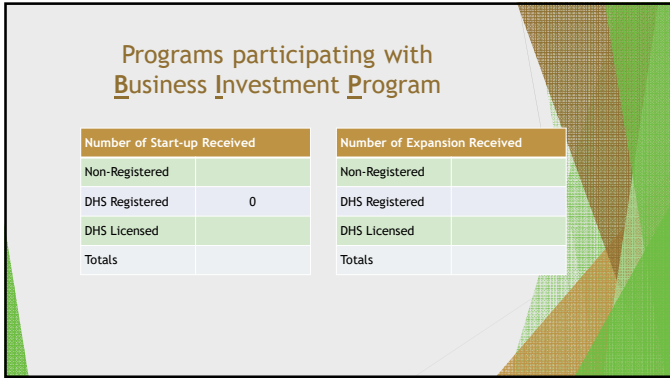 Programs participating with
Business Investment Program
Number of Start-up Received
Non-Registered
DHS Registered 0
DHS Licensed
Totals
Number of Expansion Received
Non-Registered
DHS Registered
DHS Licensed
Totals